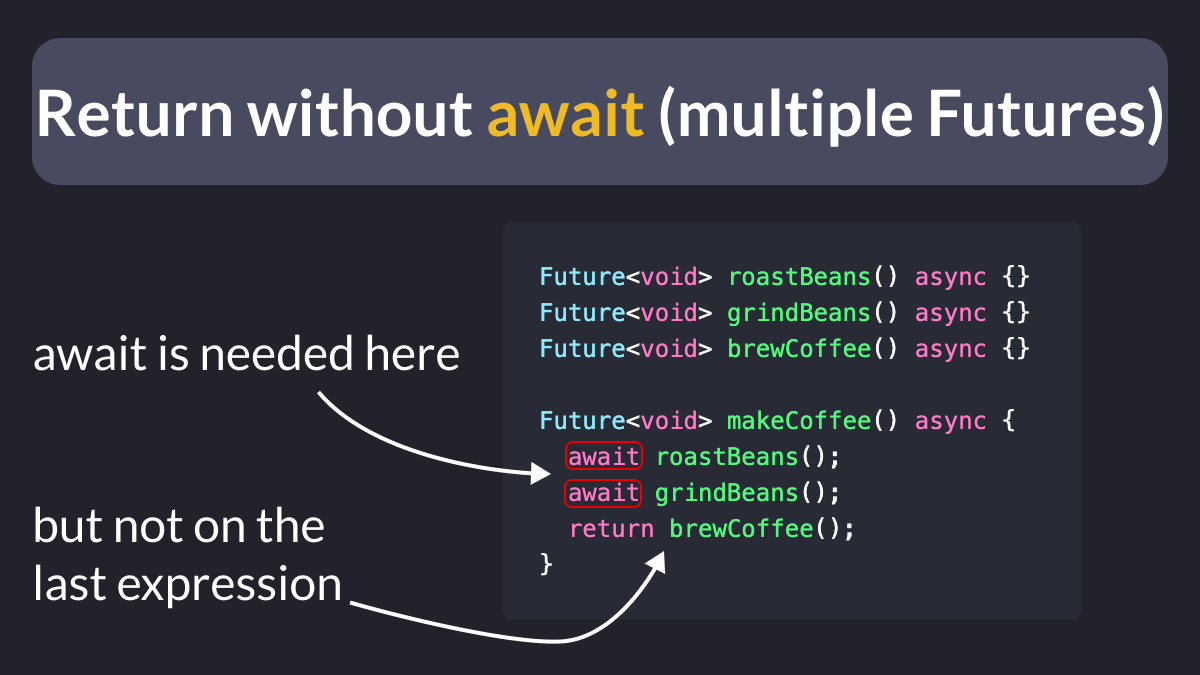 Return without await (multiple Futures)
Future<void> roastBeans() async {}
Future<void> grindBeans() async {}
Future<void> brewCoffee() async {}
Future<void> makeCoffee() async {
await roastBeans();
await grindBeans();
return brewCoffee();
}
await is needed here
but not on the
last expression